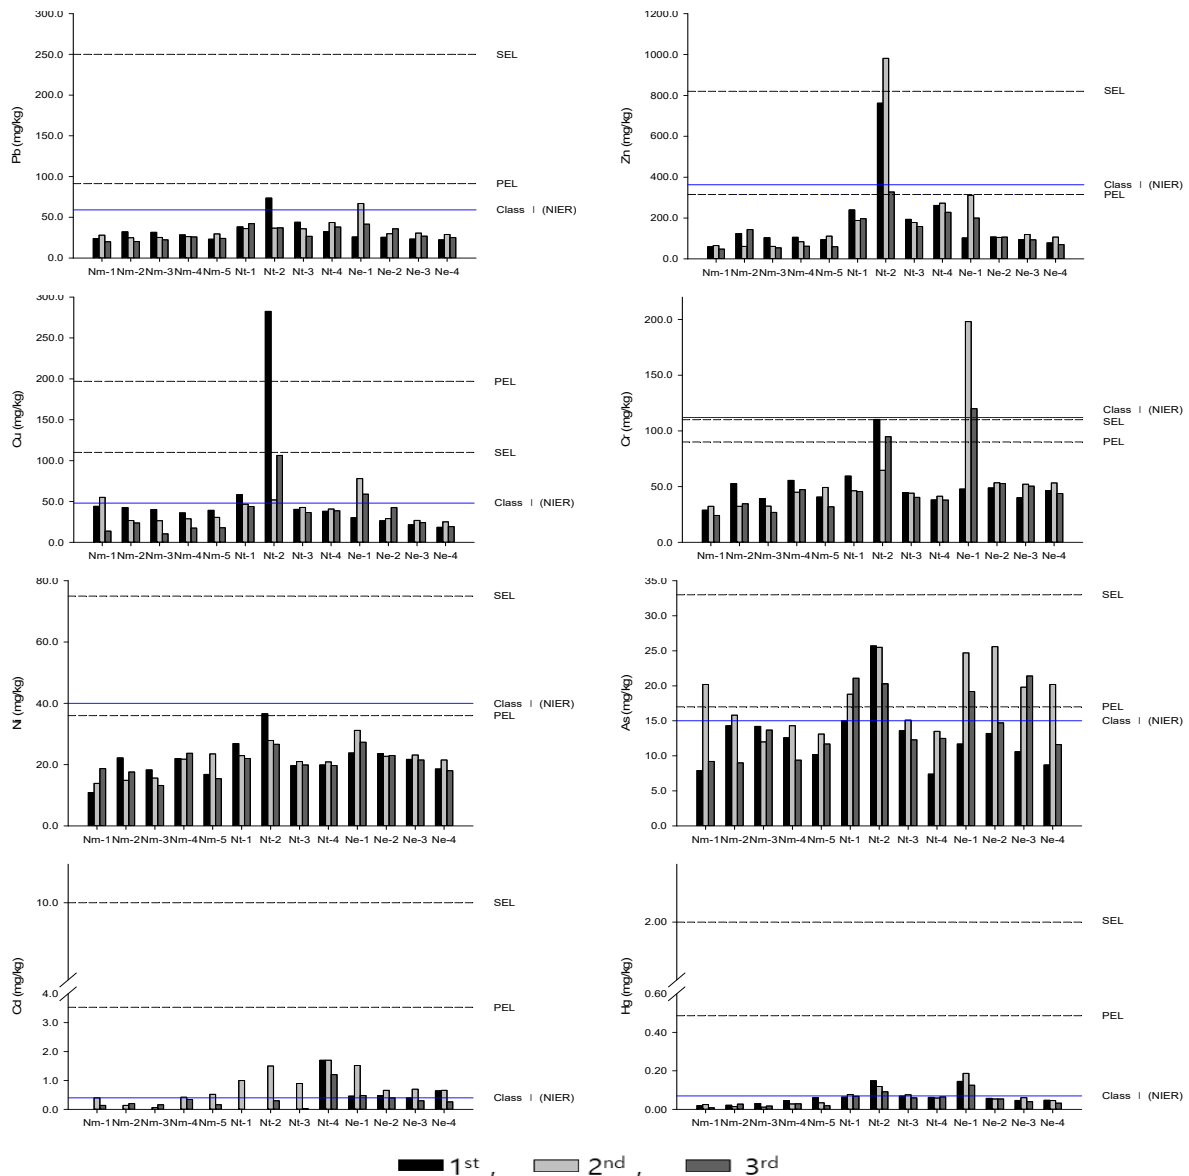 300.0
250.0
200.0
150.0
100.0
50.0
0.0
Pb (mg/kg)
SEL
PEL
Class Ⅰ (NIER)
Nm-1 Nm-2 Nm-3 Nm-4 Nm-5 Nt-1 Nt-2 Nt-3 Nt-4 Ne-1 Ne-2 Ne-3 Ne-4
1200.0
1000.0
800.0
600.0
400.0
200.0
0.0
Zn (mg/kg)
SEL
Class Ⅰ (NIER)
PEL
Nm-1 Nm-2 Nm-3 Nm-4 Nm-5 Nt-1 Nt-2 Nt-3 Nt-4 Ne-1 Ne-2 Ne-3 Ne-4
300.0
250.0
200.0
150.0
100.0
50.0
0.0
Cu (mg/kg)
PEL
SEL
Class Ⅰ (NIER)
Nm-1 Nm-2 Nm-3 Nm-4 Nm-5 Nt-1 Nt-2 Nt-3 Nt-4 Ne-1 Ne-2 Ne-3 Ne-4
200.0
150.0
100.0
50.0
0.0
Cr (mg/kg)
Class Ⅰ (NIER)
SEL
PEL
Nm-1 Nm-2 Nm-3 Nm-4 Nm-5 Nt-1 Nt-2 Nt-3 Nt-4 Ne-1 Ne-2 Ne-3 Ne-4
80.0
60.0
40.0
20.0
0.0
Ni (mg/kg)
SEL
Class Ⅰ (NIER)
PEL
Nm-1 Nm-2 Nm-3 Nm-4 Nm-5 Nt-1 Nt-2 Nt-3 Nt-4 Ne-1 Ne-2 Ne-3 Ne-4
35.0
30.0
25.0
20.0
15.0
10.0
5.0
0.0
As (mg/kg)
SEL
PEL
Class Ⅰ (NIER)
Nm-1 Nm-2 Nm-3 Nm-4 Nm-5 Nt-1 Nt-2 Nt-3 Nt-4 Ne-1 Ne-2 Ne-3 Ne-4
10.0
4.0
3.0
2.0
1.0
0.0
Cd (mg/kg)
SEL
PEL
Class Ⅰ (NIER)
Nm-1 Nm-2 Nm-3 Nm-4 Nm-5 Nt-1 Nt-2 Nt-3 Nt-4 Ne-1 Ne-2 Ne-3 Ne-4
2.00
0.60
0.40
0.20
0.00
Hg (mg/kg)
SEL
PEL
Class Ⅰ (NIER)
Nm-1 Nm-2 Nm-3 Nm-4 Nm-5 Nt-1 Nt-2 Nt-3 Nt-4 Ne-1 Ne-2 Ne-3 Ne-4
1st , 2nd , 3rd